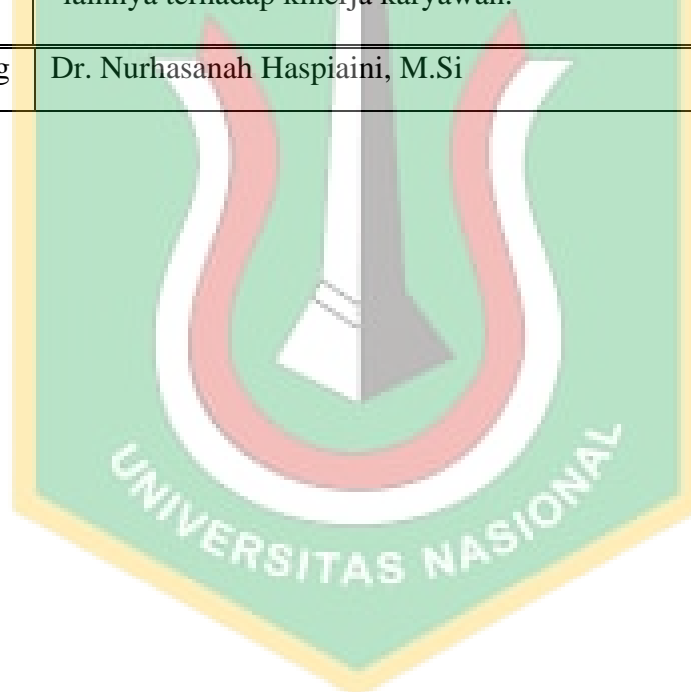 lainnya terhadap kinerja karyawan.
g Dr. Nurhasanah Haspiaini, M.Si
UNIVERSITAS NASIONAL